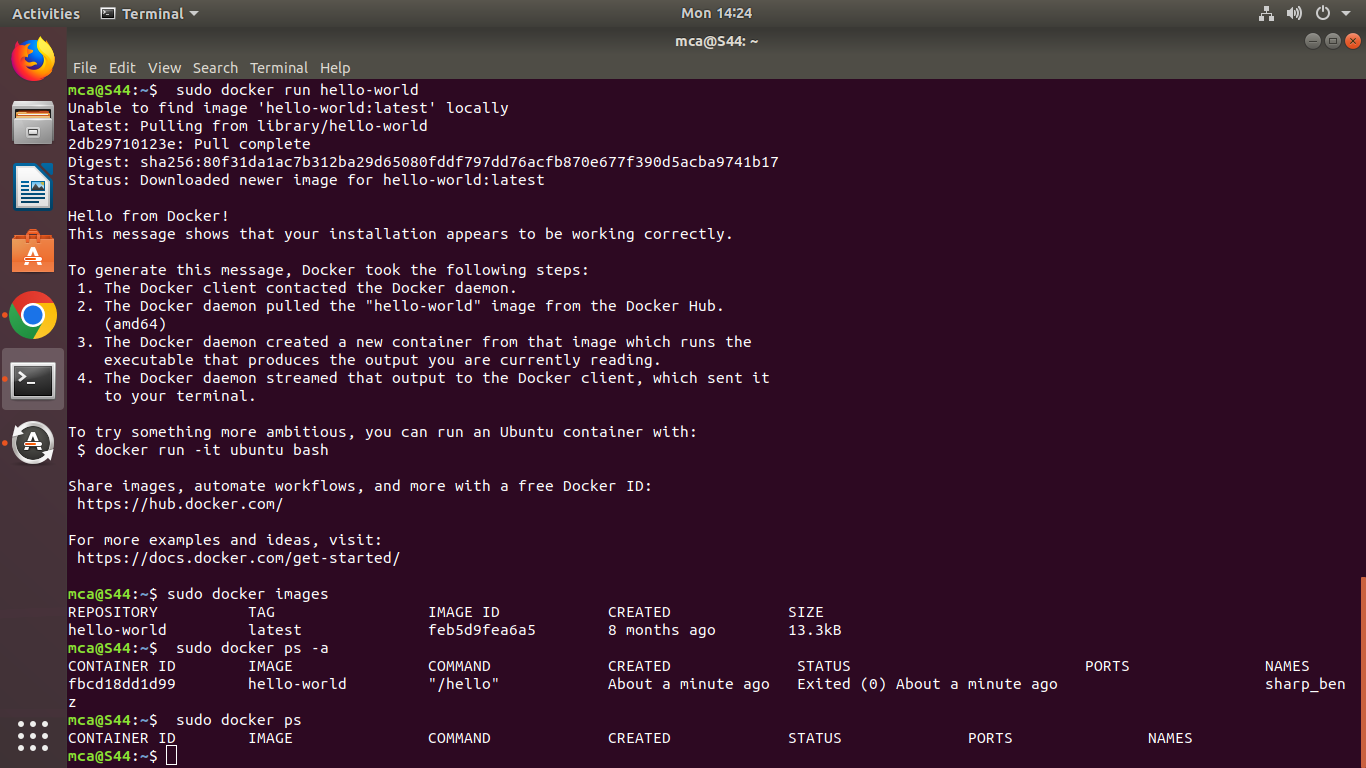 Activities Terminal Mon 14:24
mca@S44: ~
File Edit View Search Terminal Help
mca@S44:~$  sudo docker run hello-world
Unable to find image 'hello-world:latest' locally
latest: Pulling from library/hello-world
2db29710123e: Pull complete
Digest: sha256:80f31da1ac7b312ba29d65080fddf797dd76acfb870e677f390d5acba9741b17
Status: Downloaded newer image for hello-world:latest
Hello from Docker!
This message shows that your installation appears to be working correctly.
To generate this message, Docker took the following steps:
1. The Docker client contacted the Docker daemon.
2. The Docker daemon pulled the "hello-world" image from the Docker Hub.
(amd64)
3. The Docker daemon created a new container from that image which runs the
executable that produces the output you are currently reading.
4. The Docker daemon streamed that output to the Docker client, which sent it
to your terminal.
To try something more ambitious, you can run an Ubuntu container with:
$ docker run -it ubuntu bash
Share images, automate workflows, and more with a free Docker ID:
https://hub.docker.com/
For more examples and ideas, visit:
https://docs.docker.com/get-started/
mca@S44:~$ sudo docker images
REPOSITORY TAG IMAGE ID CREATED SIZE
hello-world latest feb5d9fea6a5 8 months ago 13.3kB
mca@S44:~$  sudo docker ps -a
CONTAINER ID IMAGE COMMAND CREATED STATUS PORTS NAMES
fbcd18dd1d99 hello-world "/hello" About a minute ago Exited (0) About a minute ago sharp_ben
z
mca@S44:~$  sudo docker ps
CONTAINER ID IMAGE COMMAND CREATED STATUS PORTS NAMES
mca@S44:~$